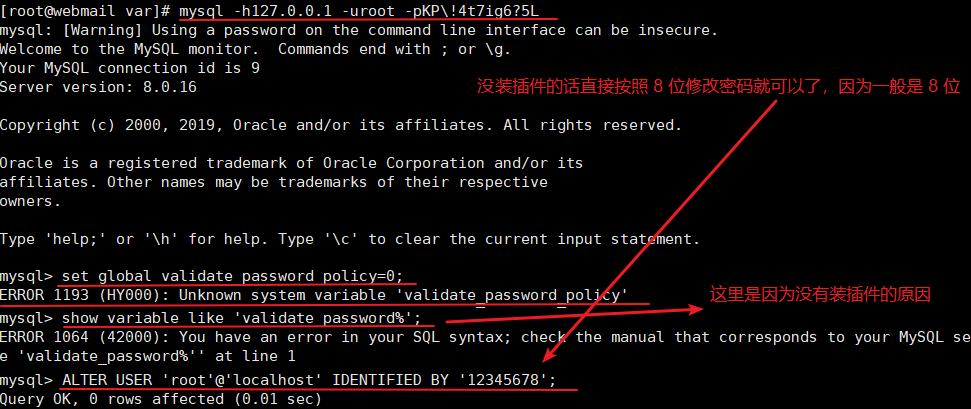 [root@webmail var]# mysql -h127.0.0.1 -uroot -pKP\!4t7ig6?5L
mysql: [Warning] Using a password on the command line interface can be insecure.
Welcome to the MySQL monitor.  Commands end with ; or \g.
Your MySQL connection id is 9
Server version: 8.0.16
没装插件的话直接按照 8 位修改密码就可以了，因为一般是 8 位
Copyright (c) 2000, 2019, Oracle and/or its affiliates. All rights reserved.
Oracle is a registered trademark of Oracle Corporation and/or its
affiliates. Other names may be trademarks of their respective
owners.
Type 'help;' or '\h' for help. Type '\c' to clear the current input statement.
mysql> set global validate_password_policy=0;
ERROR 1193 (HY000): Unknown system variable 'validate_password_policy'
这里是因为没有装插件的原因
mysql> show variable like 'validate_password%';
ERROR 1064 (42000): You have an error in your SQL syntax; check the manual that corresponds to your MySQL se
e 'validate_password%'' at line 1
mysql> ALTER USER 'root'@'localhost' IDENTIFIED BY '12345678';
Query OK, 0 rows affected (0.01 sec)